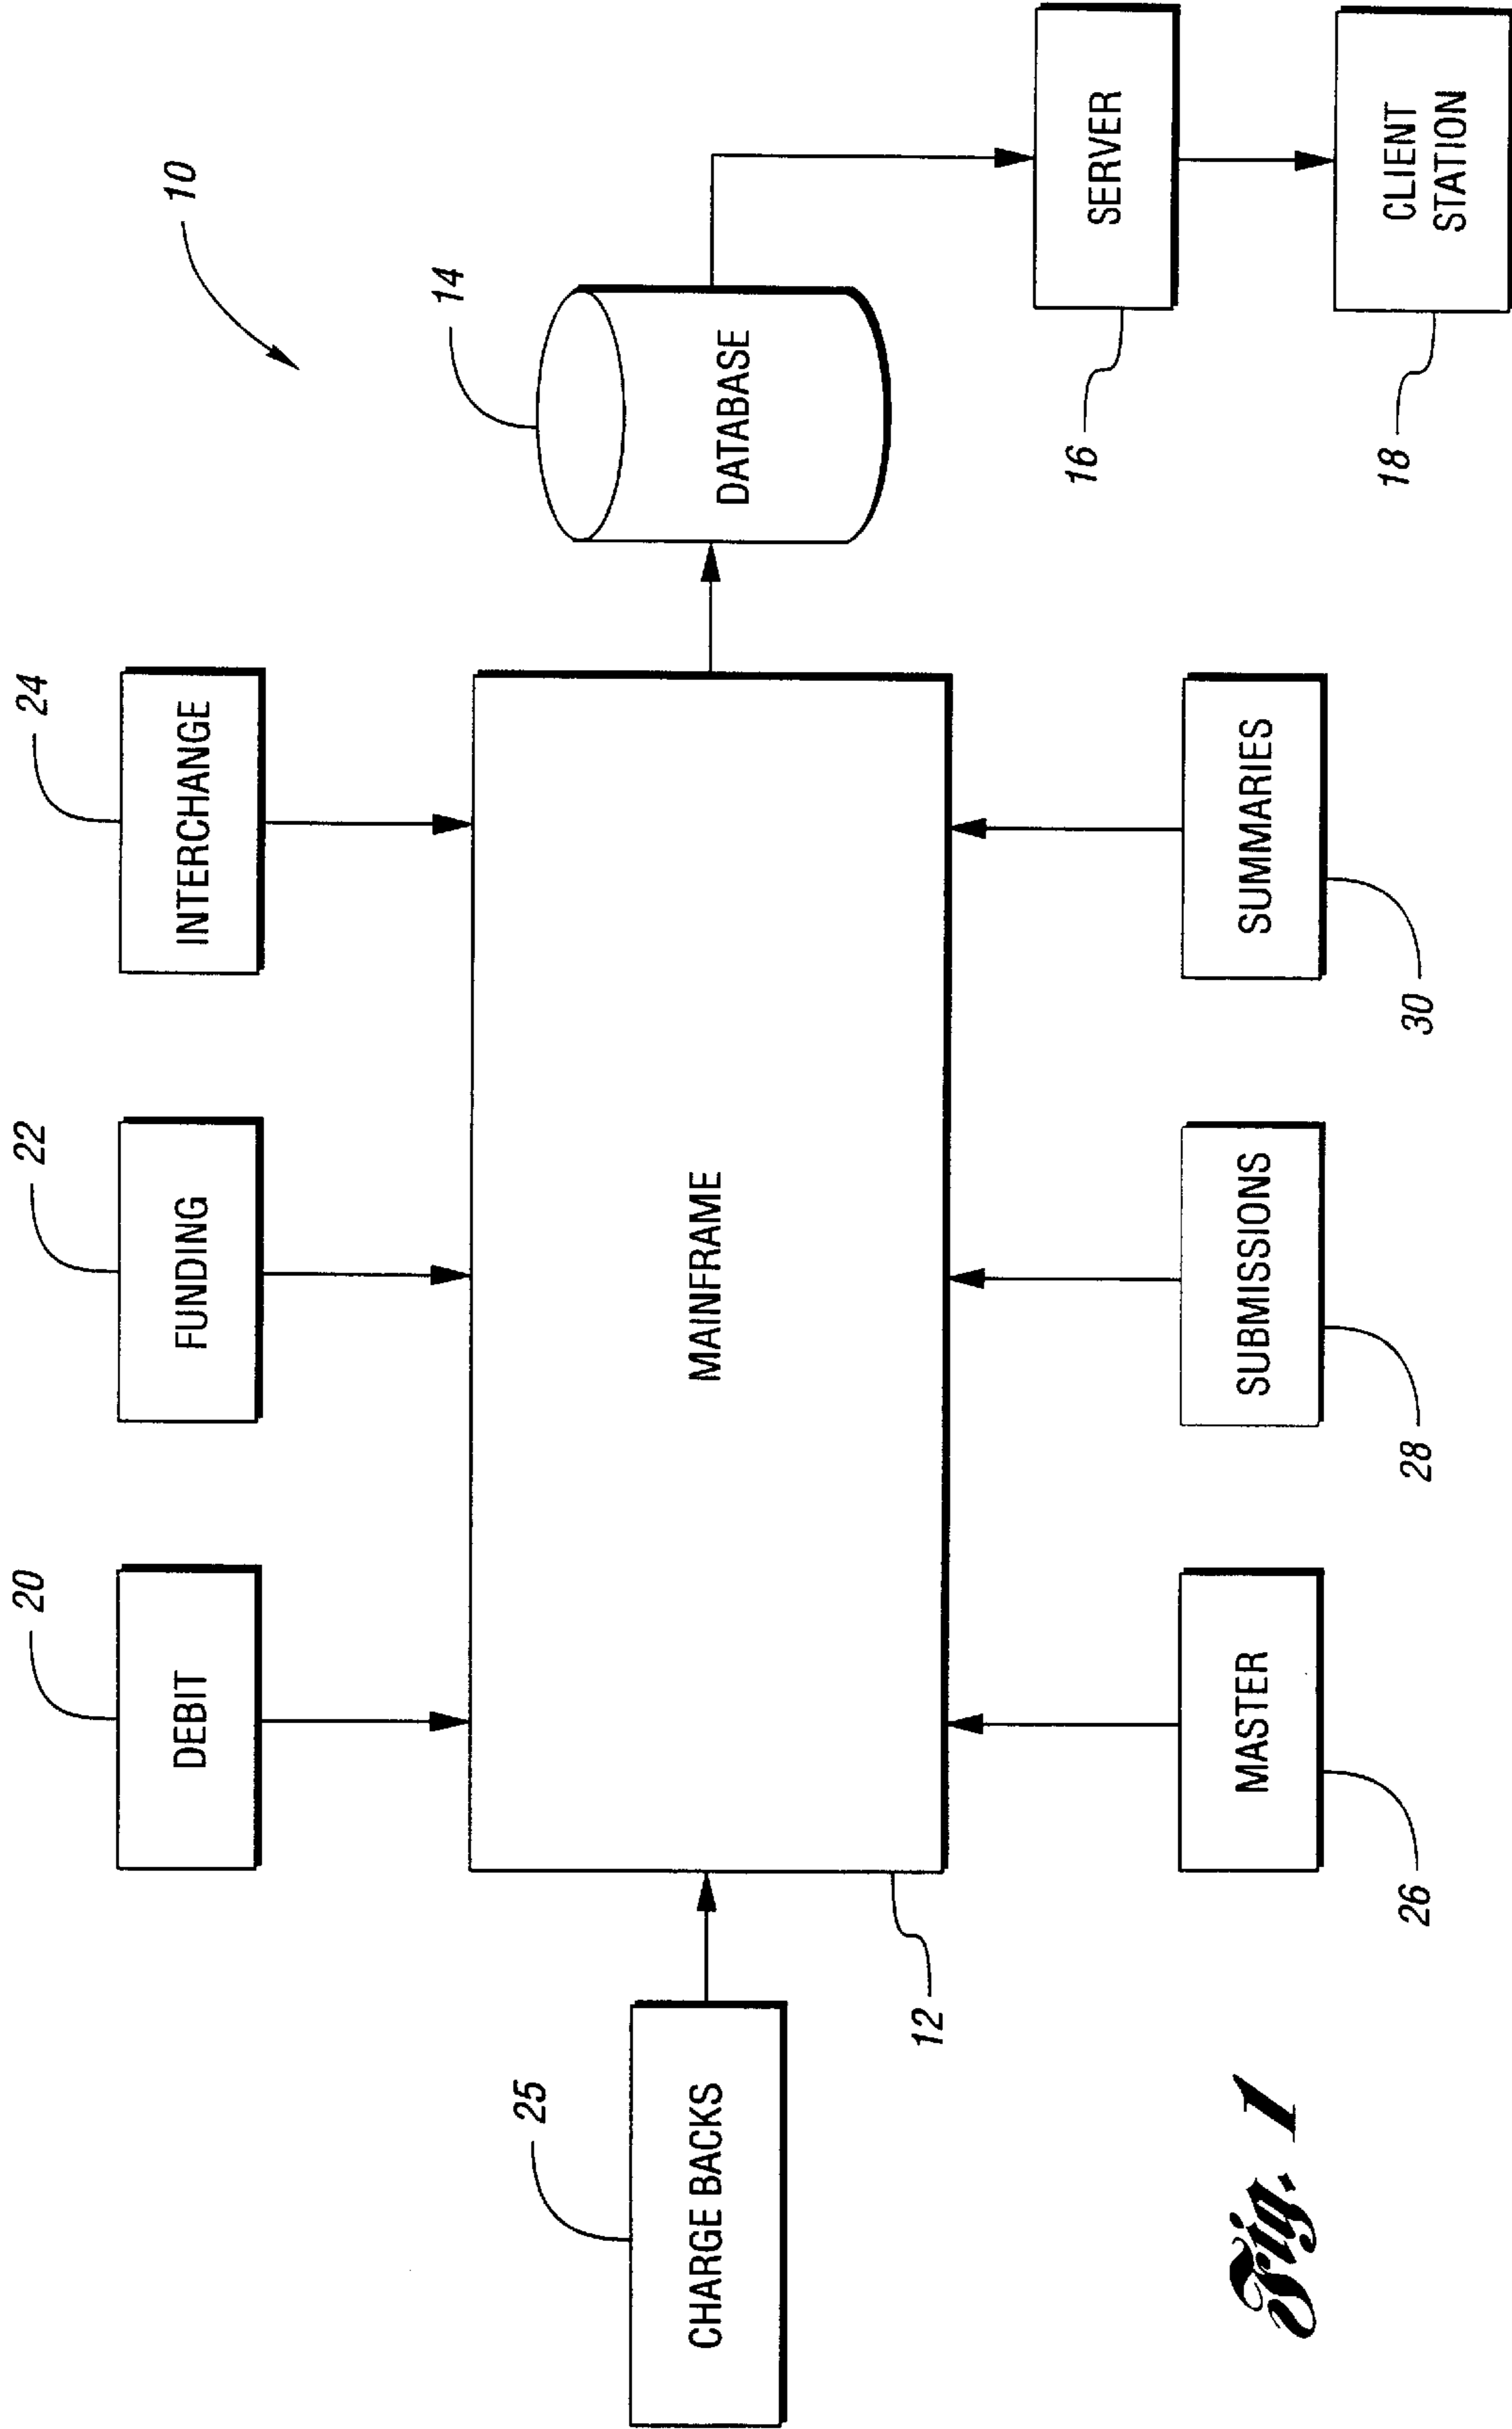 10
20
22
24
DEBIT
FUNDING
INTERCHANGE
14
25
CHARGE BACKS
MAINFRAME
DATABASE
12
16
SERVER
MASTER
SUBMISSIONS
SUMMARIES
26
28
30
18
CLIENT
STATION
Fig. 1